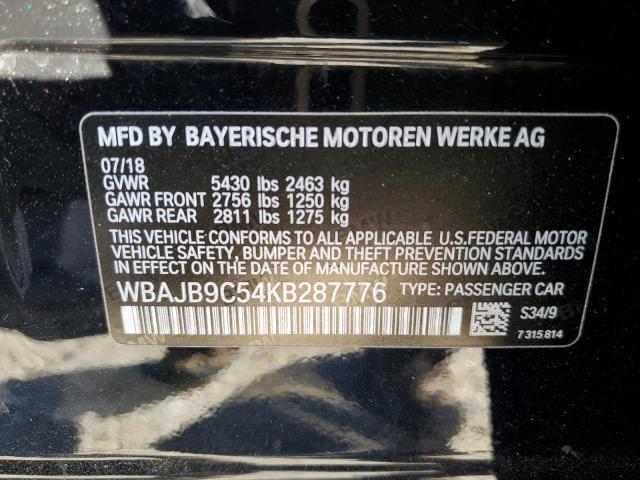 MFD BY BAYERISCHE MOTOREN WERKE AG
07/18
GVWR 5430 lbs 2463 kg
GAWR FRONT 2756 lbs 1250 kg
GAWR REAR 2811 lbs 1275 kg
THIS VEHICLE CONFORMS TO ALL APPLICABLE U.S.FEDERAL MOTOR
VEHICLE SAFETY, BUMPER AND THEFT PREVENTION STANDARDS
IN EFFECT ON THE DATE OF MANUFACTURE SHOWN ABOVE.
WBAJB9C54KB287776 TYPE: PASSENGER CAR
S34/9
7 315 814